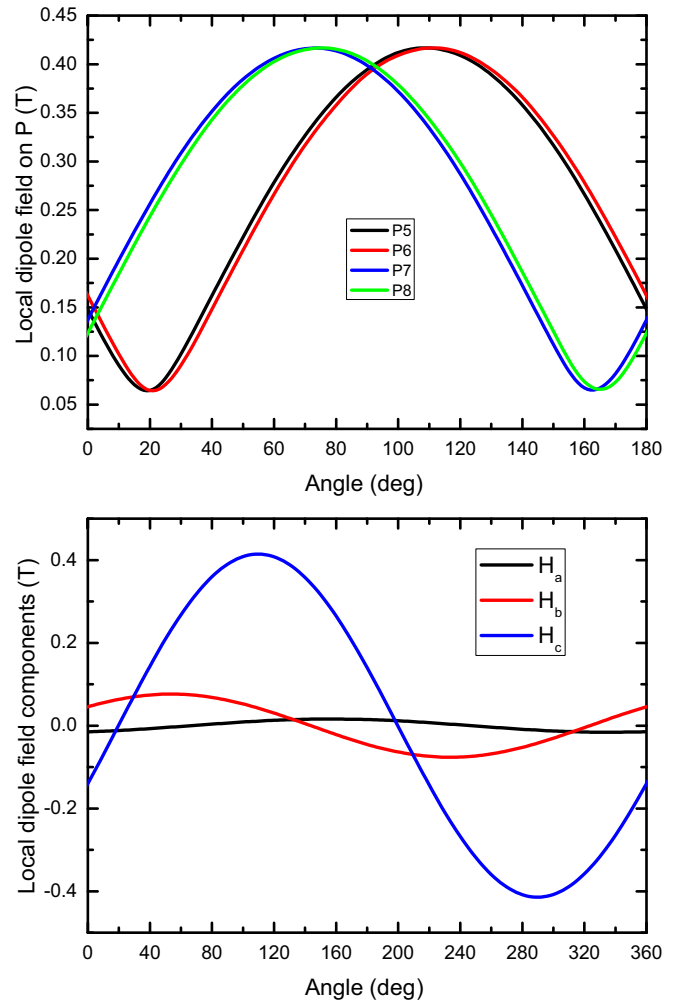 Local dipole field on P (T)
0.45
0.40
0.35
0.30
0.25
0.20
0.15
0.10
0.05
P5
P6
P7
P8
0 20 40 60 80 100 120 140 160 180
Angle (deg)
Local dipole field components (T)
0.4
0.2
0.0
-0.2
-0.4
H_a
H_b
H_c
0 40 80 120 160 200 240 280 320 360
Angle (deg)